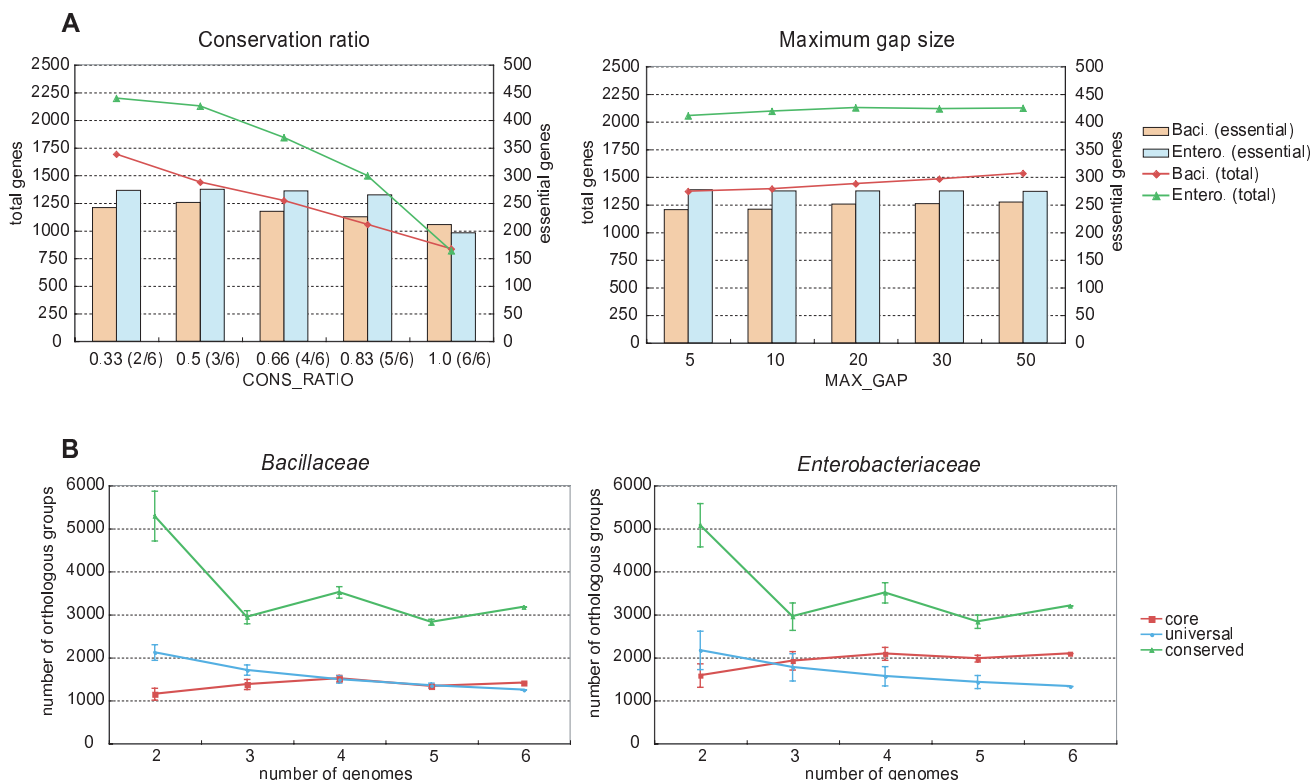 A
Conservation ratio
2500
2250
2000
1750
1500
1250
1000
750
500
250
0
total genes
500
450
400
350
300
250
200
150
100
50
0
essential genes
0.33 (2/6) 0.5 (3/6) 0.66 (4/6) 0.83 (5/6) 1.0 (6/6)
CONS_RATIO
Maximum gap size
2500
2250
2000
1750
1500
1250
1000
750
500
250
0
total genes
500
450
400
350
300
250
200
150
100
50
0
essential genes
5 10 20 30 50
MAX_GAP
Baci. (essential)
Entero. (essential)
Baci. (total)
Entero. (total)
B
Bacillaceae
6000
5000
4000
3000
2000
1000
0
number of orthologous groups
2 3 4 5 6
number of genomes
Enterobacteriaceae
6000
5000
4000
3000
2000
1000
0
number of orthologous groups
2 3 4 5 6
number of genomes
core
universal
conserved